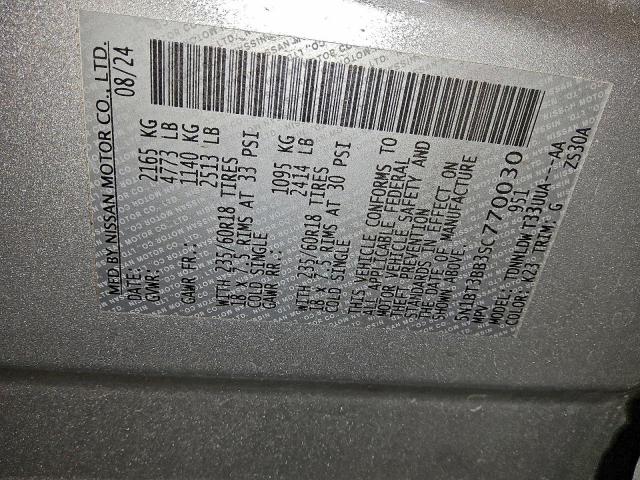 MFD BY NISSAN MOTOR CO., LTD.
DATE: 08/24
GVWR: 2165 KG
4773 LB
GAWR FR.: 1140 KG
2513 LB
WITH 235/60R18 TIRES
18 X 7.5 RIMS AT 33 PSI
COLD SINGLE
GAWR RR.: 1095 KG
2414 LB
WITH 235/60R18 TIRES
18 X 7.5 RIMS AT 30 PSI
COLD SINGLE
THIS VEHICLE CONFORMS TO
ALL APPLICABLE FEDERAL
MOTOR VEHICLE SAFETY AND
THEFT PREVENTION
STANDARDS IN EFFECT ON
THE DATE OF MANUFACTURE
SHOWN ABOVE.
5N1BT3BB3SC770030
MPV 951
MODEL: TDNNLDW T33UUA----AA
COLOR: K23 TRIM: G ZS30A